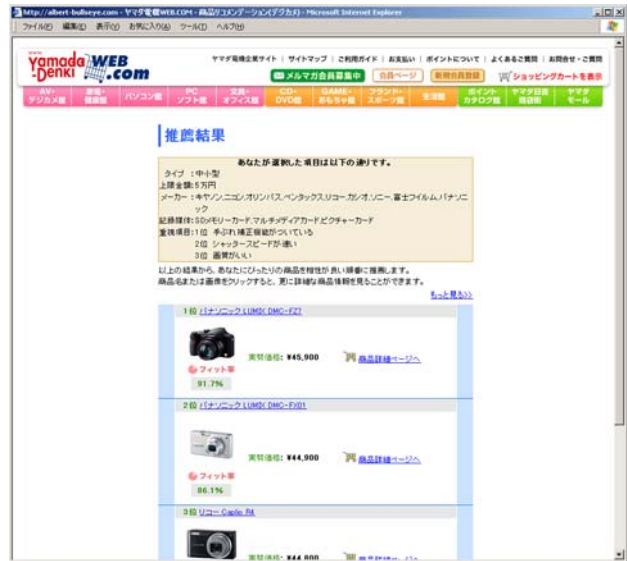 http://albert-bullseye.com - ヤマダ電機WEB.COM - 商品リコメンデーション(デジカメ) - Microsoft Internet Explorer
ファイル(F) 編集(E) 表示(V) お気に入り(A) ツール(T) ヘルプ(H)
www
yamada WEB
-Denki .com
ヤマダ電機企業サイト | サイトマップ | ご利用ガイド | お支払い | ポイントについて | よくあるご質問 | お問合せ・ご質問
メルマガ会員募集中 会員ページ 新規会員登録 ショッピングカートを表示
AV・デジカメ館 家電・健康館 パソコン館 PCソフト館 文具・オフィス館 CD・DVD館 GAME・おもちゃ館 ブランド・スポーツ館 生活館 ポイントカタログ館 ヤマダ百貨商店街 ヤマダモール
推薦結果
あなたが選択した項目は以下の通りです。
タイプ :中小型
上限金額:5万円
メーカー:キヤノン,ニコン,オリンパス,ペンタックス,リコー,カシオ,ソニー,富士フイルム,パナソニ
ック
記録媒体:SDメモリーカード,マルチメディアカード,ピクチャーカード
重視項目:1位 手ぶれ補正機能がついている
2位 シャッタースピードが速い
3位 画質がいい
以上の結果から、あなたにぴったりの商品を相性が良い順番に推薦します。
商品名または画像をクリックすると、更に詳細な商品情報を見ることができます。
もっと見る>>
1位 パナソニック LUMIX DMC-FZ7
実質価格: ¥45,900 商品詳細ページへ
フィット率
91.7%
2位 パナソニック LUMIX DMC-FX01
実質価格: ¥44,900 商品詳細ページへ
フィット率
86.1%
3位 リコー Caplio R4
実質価格: ¥44,800 商品詳細ページへ